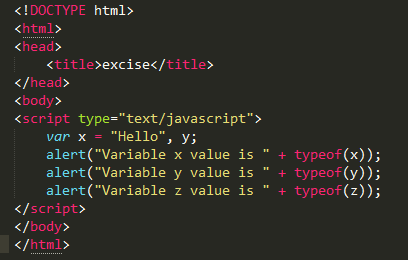 <!DOCTYPE html>
<html>
<head>
<title>excise</title>
</head>
<body>
<script type="text/javascript">
var x = "Hello", y;
alert("Variable x value is " + typeof(x));
alert("Variable y value is " + typeof(y));
alert("Variable z value is " + typeof(z));
</script>
</body>
</html>